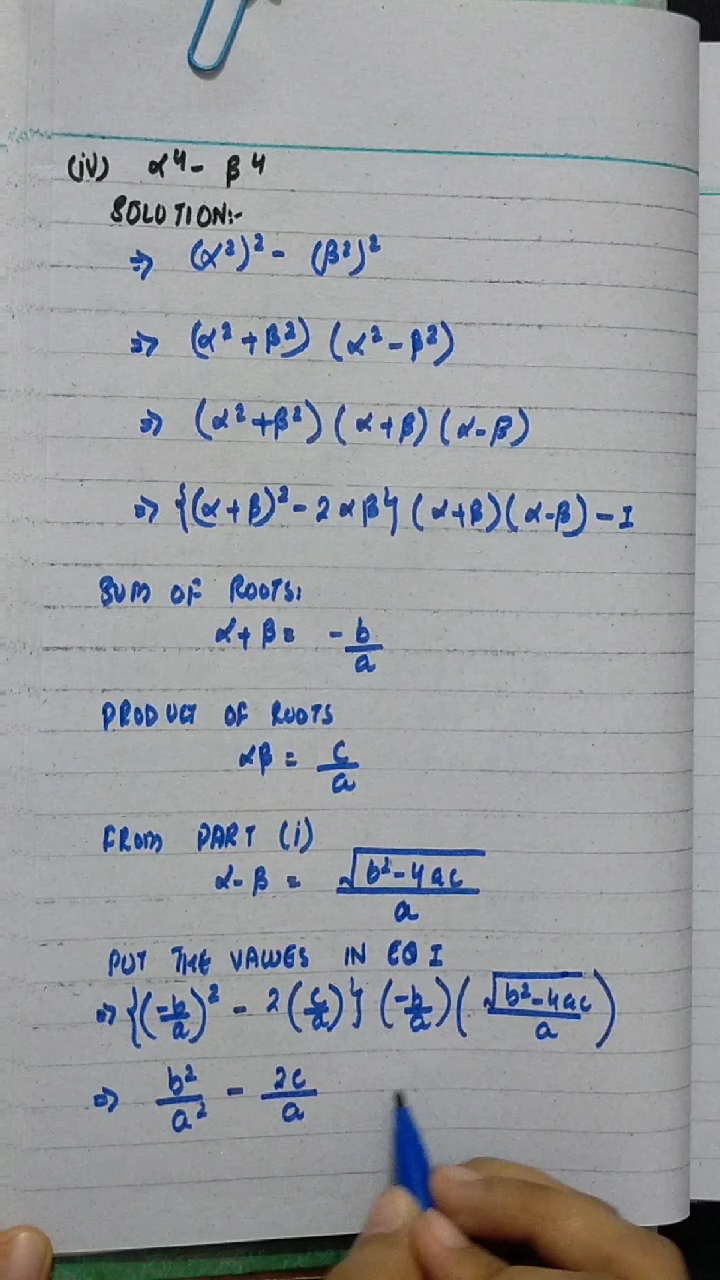 (iv) α⁴ - β⁴
SOLUTION:-
⇒ (α²)² - (β²)²
⇒ (α² + β²) (α² - β²)
⇒ (α² + β²) (α + β) (α - β)
⇒ {(α + β)² - 2αβ} (α + β) (α - β) - I
SUM OF ROOTS:
α + β = -b/a
PRODUCT OF ROOTS
αβ = c/a
FROM PART (i)
α - β = √(b² - 4ac)/a
PUT THE VALUES IN EQ I
⇒ {(-b/a)² - 2(c/a)} (-b/a) (√(b² - 4ac)/a)
⇒ b²/a² - 2c/a